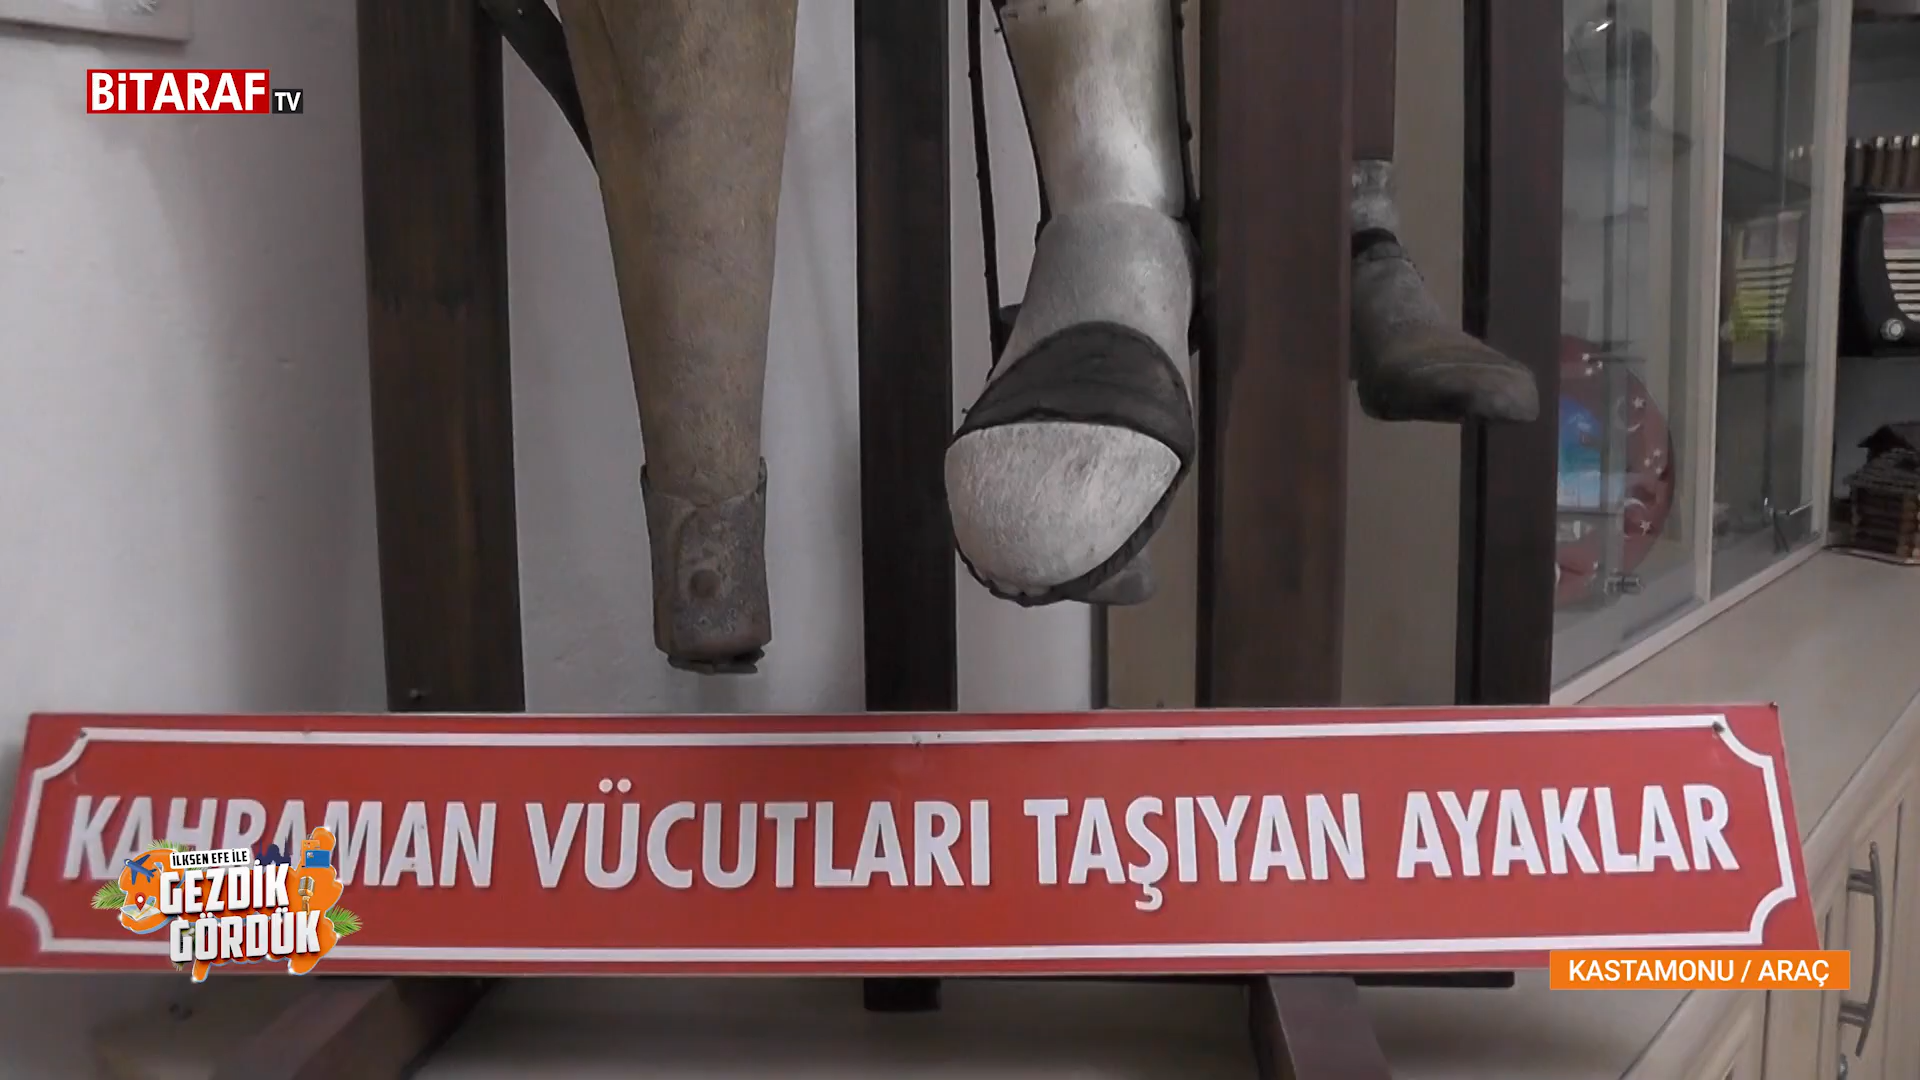 BiTARAF TV
KAHRAMAN VÜCUTLARI TAŞIYAN AYAKLAR
İLKSEN EFE İLE
GEZDİK
GÖRDÜK
KASTAMONU / ARAÇ